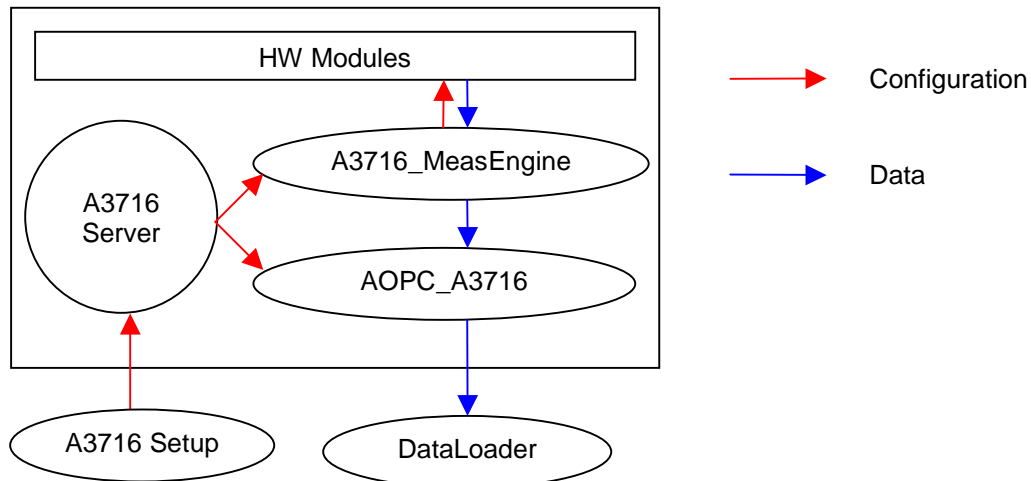 HW Modules
Configuration
A3716_MeasEngine
Data
A3716
Server
AOPC_A3716
A3716 Setup
DataLoader